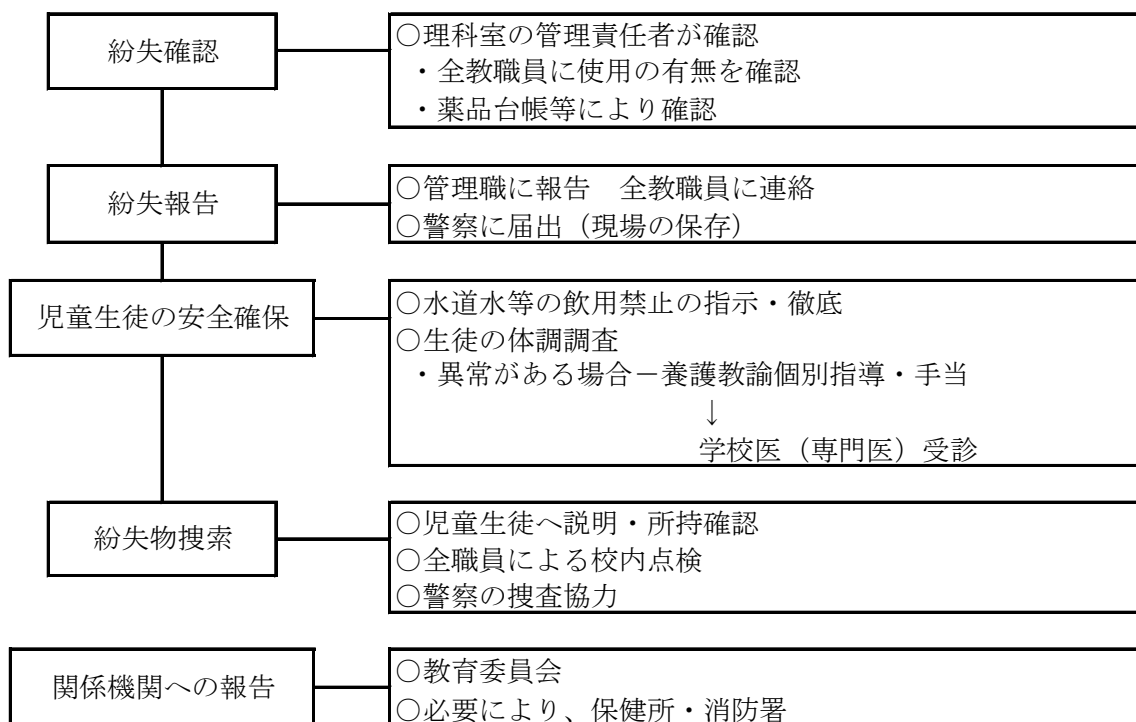 紛失確認
○理科室の管理責任者が確認
・全教職員に使用の有無を確認
・薬品台帳等により確認
紛失報告
○管理職に報告　全教職員に連絡
○警察に届出（現場の保存）
児童生徒の安全確保
○水道水等の飲用禁止の指示・徹底
○生徒の体調調査
・異常がある場合－養護教諭個別指導・手当
↓
学校医（専門医）受診
紛失物捜索
○児童生徒へ説明・所持確認
○全職員による校内点検
○警察の捜査協力
関係機関への報告
○教育委員会
○必要により、保健所・消防署